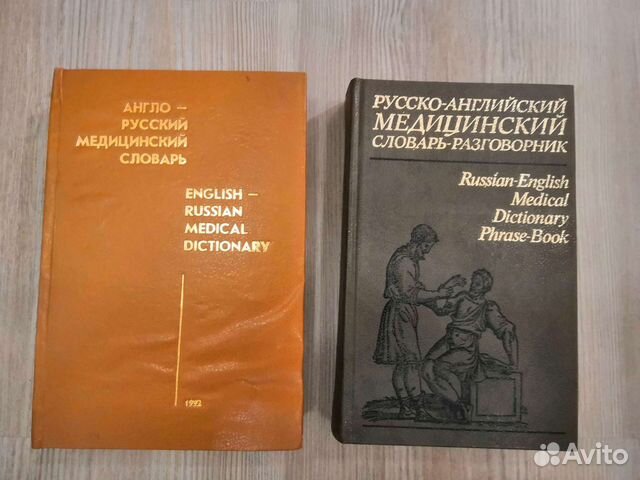 АНГЛО –
РУССКИЙ
МЕДИЦИНСКИЙ
СЛОВАРЬ
ENGLISH –
RUSSIAN
MEDICAL
DICTIONARY
1992
РУССКО-АНГЛИЙСКИЙ
МЕДИЦИНСКИЙ
СЛОВАРЬ-РАЗГОВОРНИК
Russian-English
Medical
Dictionary
Phrase-Book
Avito